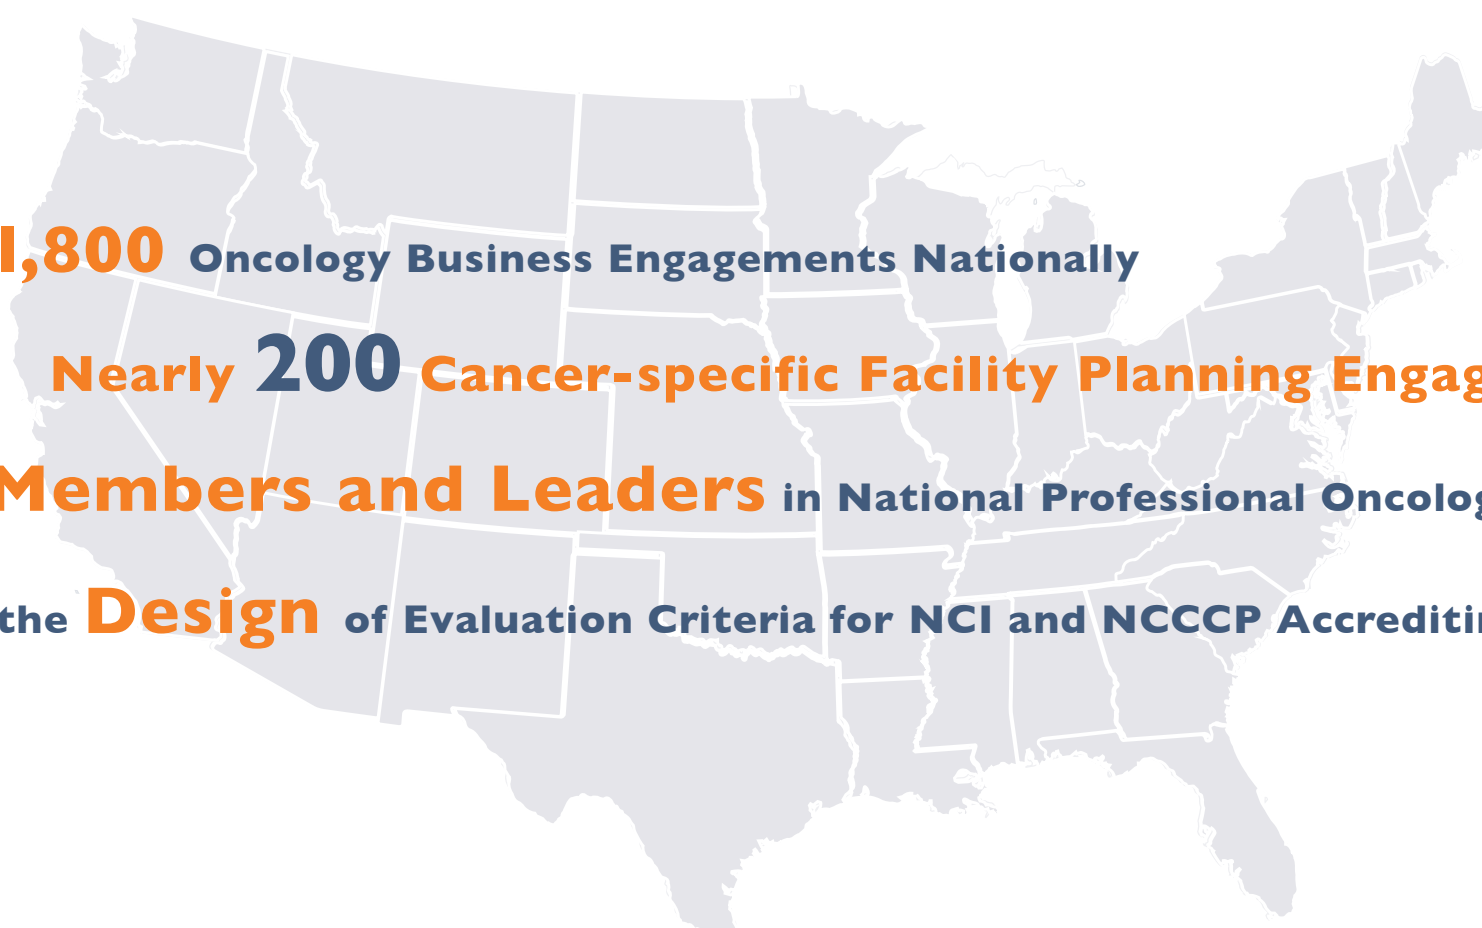 1,800 Oncology Business Engagements Nationally
Nearly 200 Cancer-specific Facility Planning Engag
Members and Leaders in National Professional Oncolog
the Design of Evaluation Criteria for NCI and NCCCP Accrediti